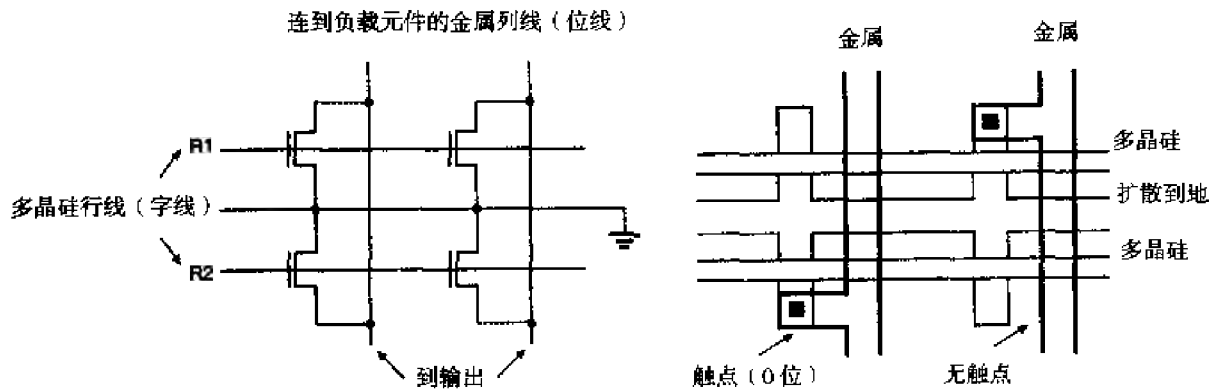 连到负载元件的金属列线（位线）
R1
多晶硅行线（字线）
R2
到输出
金属
金属
多晶硅
扩散到地
多晶硅
触点（0位）
无触点